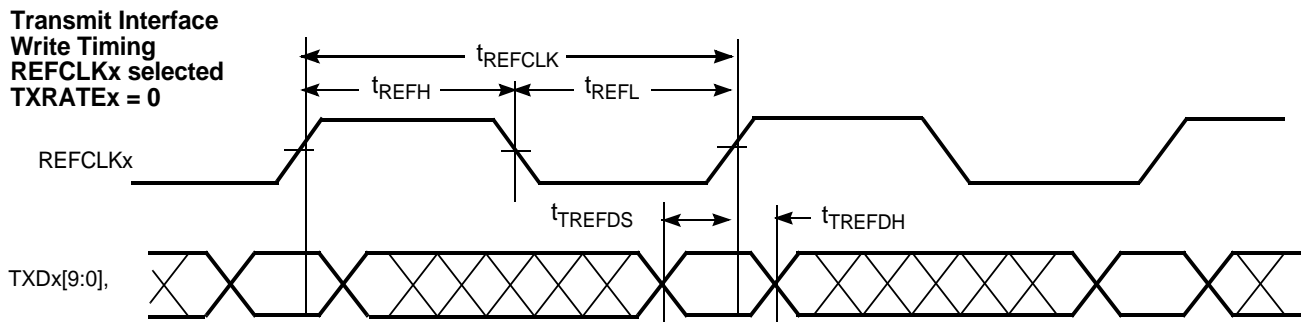 Transmit Interface
Write Timing
REFCLKx selected
TXRATEx = 0
tREFCLK
tREFH
tREFL
REFCLKx
tTREFDS
tTREFDH
TXDx[9:0],